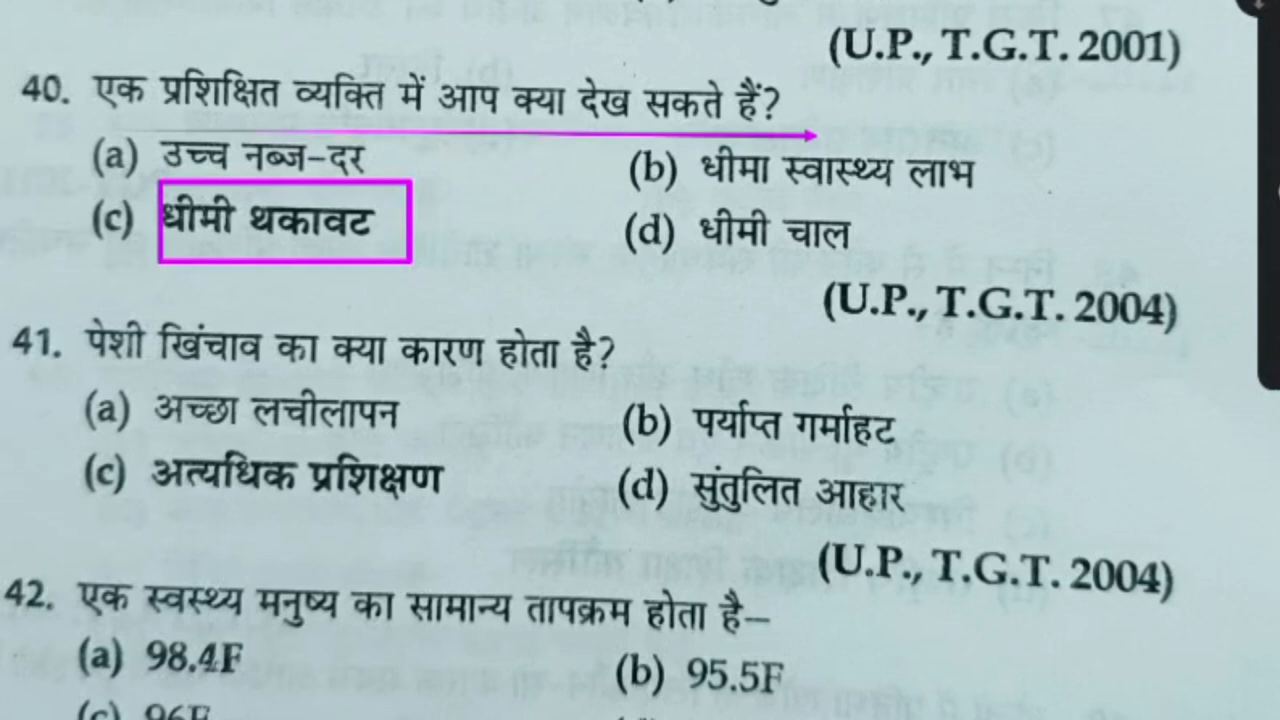 (U.P., T.G.T. 2001)
40. एक प्रशिक्षित व्यक्ति में आप क्या देख सकते हैं?
(a) उच्च नब्ज-दर (b) धीमा स्वास्थ्य लाभ
(c) धीमी थकावट (d) धीमी चाल
(U.P., T.G.T. 2004)
41. पेशी खिंचाव का क्या कारण होता है?
(a) अच्छा लचीलापन (b) पर्याप्त गर्माहट
(c) अत्यधिक प्रशिक्षण (d) सुंतुलित आहार
(U.P., T.G.T. 2004)
42. एक स्वस्थ्य मनुष्य का सामान्य तापक्रम होता है–
(a) 98.4F (b) 95.5F
(c) 96F